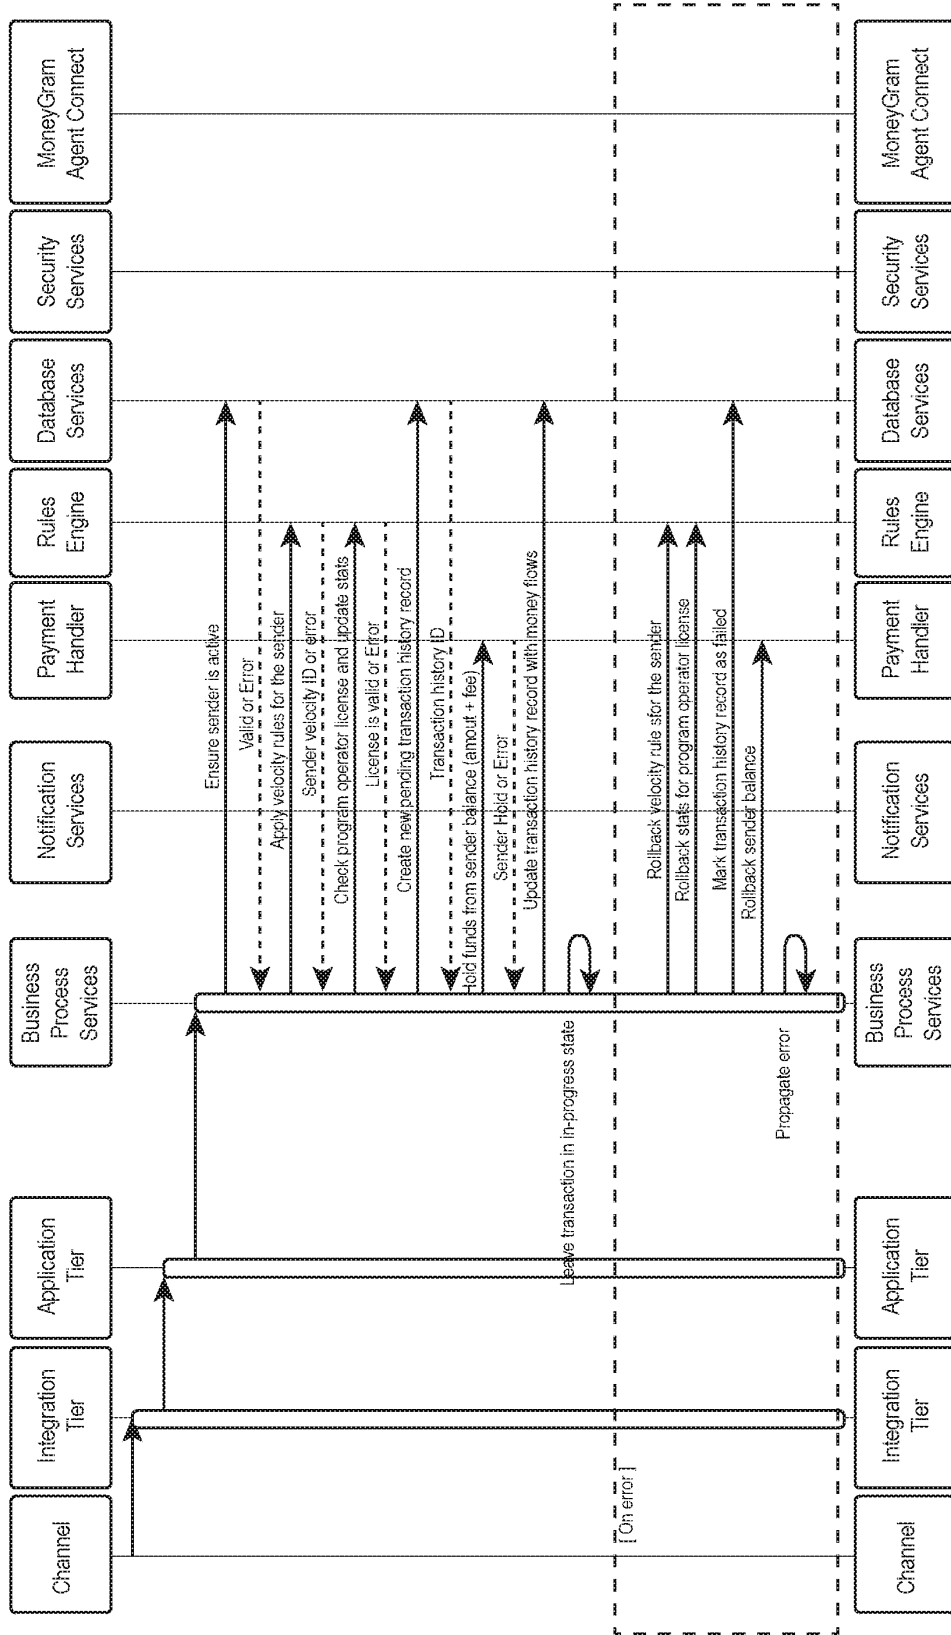 Channel
Integration
Tier
Application
Tier
Business
Process
Services
Notification
Services
Payment
Handler
Rules
Engine
Database
Services
Security
Services
MoneyGram
Agent Connect
Ensure sender is active
Valid or Error
Apply velocity rules for the sender
Sender velocity ID or error
Check program operator license and update stats
License is valid or Error
Create new pending transaction history record
Transaction history ID
Hold funds from sender balance (amout + fee)
Sender Hold or Error
Update transaction history record with money flows
Leave transaction in in-progress state
[ On error ]
Rollback velocity rule sfor the sender
Rollback stats for program operator license
Mark transaction history record as failed
Rollback sender balance
Propagate error
Channel
Integration
Tier
Application
Tier
Business
Process
Services
Notification
Services
Payment
Handler
Rules
Engine
Database
Services
Security
Services
MoneyGram
Agent Connect